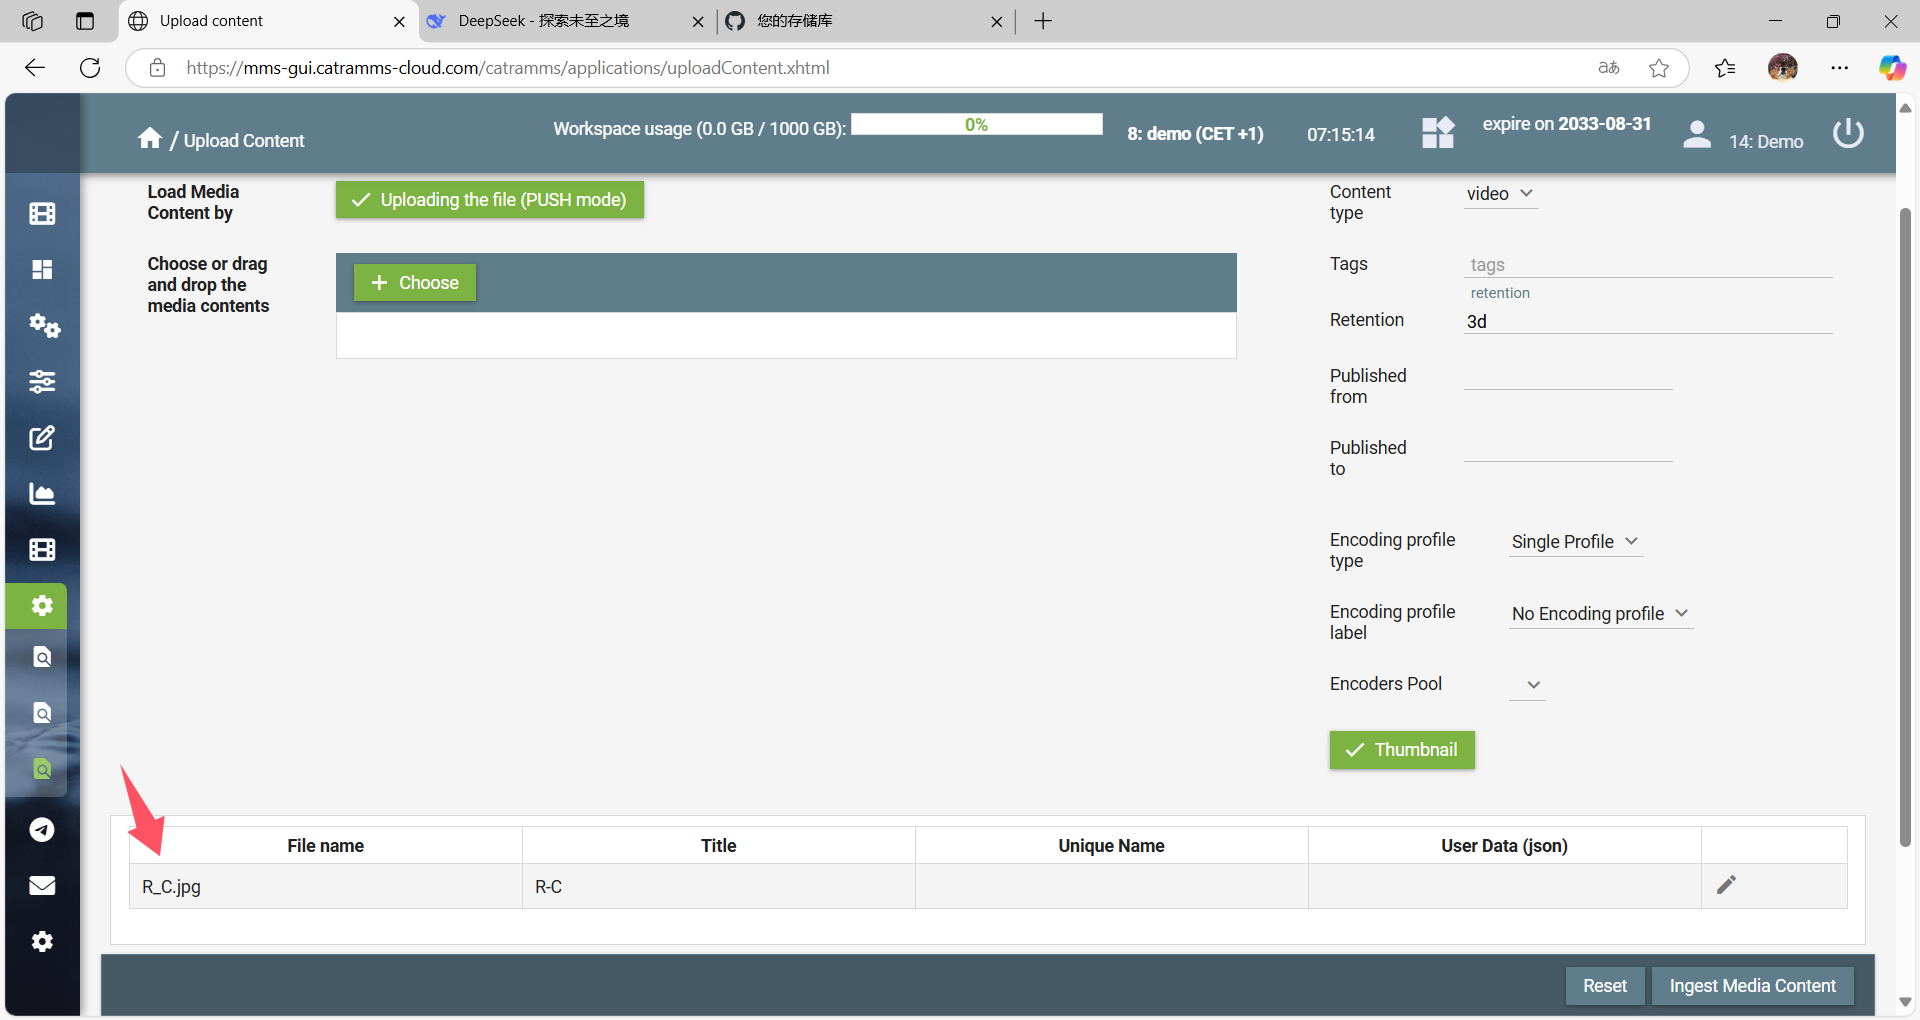 Upload content
DeepSeek - 探索未至之境
您的存储库
https://mms-gui.catramms-cloud.com/catramms/applications/uploadContent.xhtml
aあ
/ Upload Content
Workspace usage (0.0 GB / 1000 GB):
0%
8: demo (CET +1)
07:15:14
expire on 2033-08-31
14: Demo
Load Media
Content by
Uploading the file (PUSH mode)
Choose or drag
and drop the
media contents
Choose
Content
type
video
Tags
tags
retention
Retention
3d
Published
from
Published
to
Encoding profile
type
Single Profile
Encoding profile
label
No Encoding profile
Encoders Pool
Thumbnail
File name
Title
Unique Name
User Data (json)
R_C.jpg
R-C
Reset
Ingest Media Content